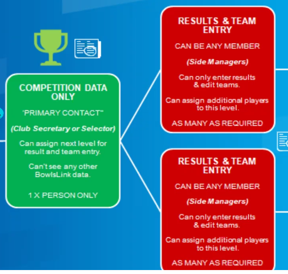 COMPETITION DATA
ONLY
"PRIMARY CONTACT"
(Club Secretary or Selector)
Can assign next level for
result and team entry.
Can't see any other
BowlsLink data.
1 X PERSON ONLY
RESULTS & TEAM
ENTRY
CAN BE ANY MEMBER
(Side Managers)
Can only enter results
& edit teams.
Can assign additional players
to this level.
AS MANY AS REQUIRED
RESULTS & TEAM
ENTRY
CAN BE ANY MEMBER
(Side Managers)
Can only enter results
& edit teams.
Can assign additional players
to this level.
AS MANY AS REQUIRED